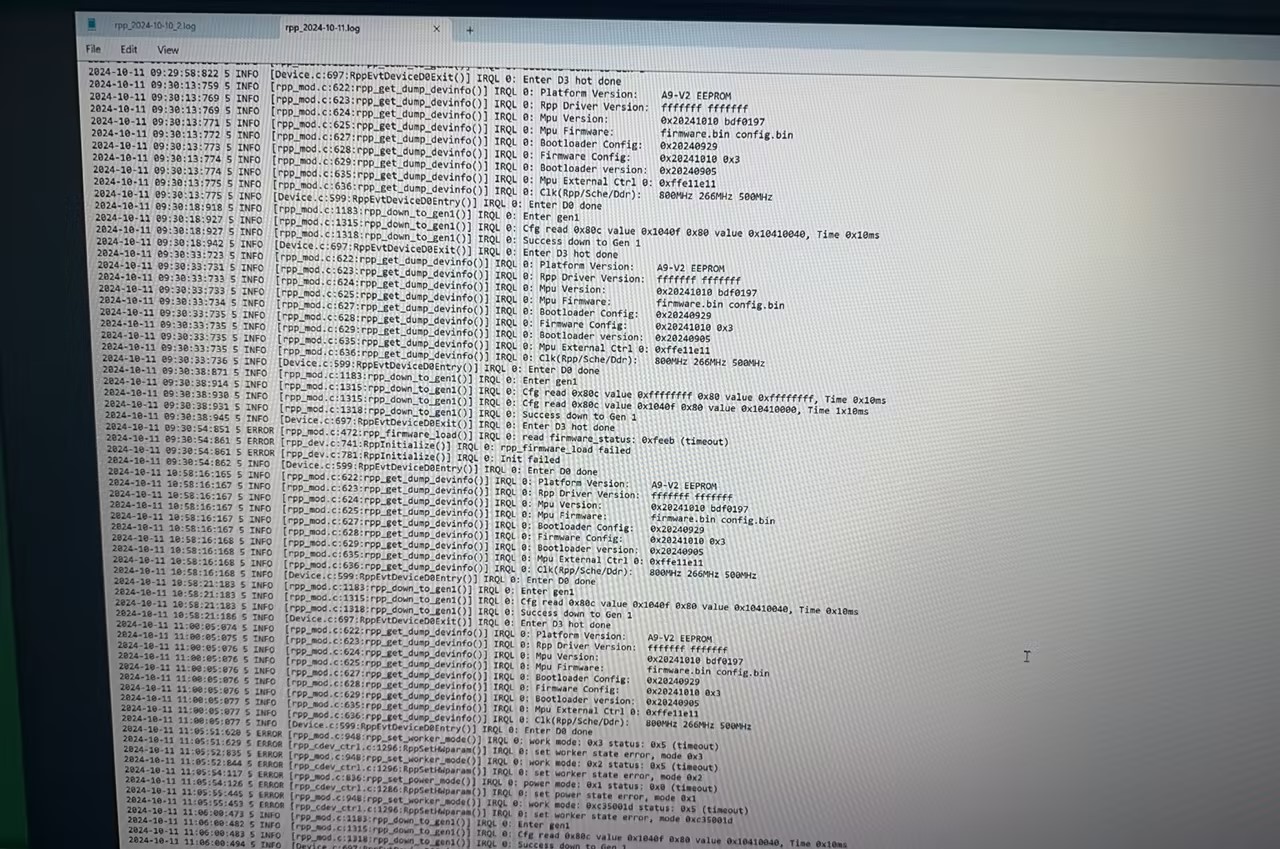 rpp_2024-10-10_2.log
rpp_2024-10-11.log × +
File Edit View
2024-10-11 09:29:58:822 5 INFO [Device.c:697:RppEvtDeviceD0Exit()] IRQL 0: Enter D3 hot done
2024-10-11 09:30:13:759 5 INFO [rpp_mod.c:622:rpp_get_dump_devinfo()] IRQL 0: Platform Version: A9-V2 EEPROM
2024-10-11 09:30:13:769 5 INFO [rpp_mod.c:623:rpp_get_dump_devinfo()] IRQL 0: Rpp Driver Version: fffffff fffffff
2024-10-11 09:30:13:769 5 INFO [rpp_mod.c:624:rpp_get_dump_devinfo()] IRQL 0: Mpu Version: 0x20241010 bdf0197
2024-10-11 09:30:13:771 5 INFO [rpp_mod.c:625:rpp_get_dump_devinfo()] IRQL 0: Mpu Firmware: firmware.bin config.bin
2024-10-11 09:30:13:772 5 INFO [rpp_mod.c:627:rpp_get_dump_devinfo()] IRQL 0: Bootloader Config: 0x20240929
2024-10-11 09:30:13:773 5 INFO [rpp_mod.c:628:rpp_get_dump_devinfo()] IRQL 0: Firmware Config: 0x20241010 0x3
2024-10-11 09:30:13:774 5 INFO [rpp_mod.c:629:rpp_get_dump_devinfo()] IRQL 0: Bootloader version: 0x20240905
2024-10-11 09:30:13:774 5 INFO [rpp_mod.c:635:rpp_get_dump_devinfo()] IRQL 0: Mpu External Ctrl 0: 0xffe11e11
2024-10-11 09:30:13:775 5 INFO [rpp_mod.c:636:rpp_get_dump_devinfo()] IRQL 0: Clk(Rpp/Sche/Ddr): 800MHz 266MHz 500MHz
2024-10-11 09:30:13:775 5 INFO [Device.c:599:RppEvtDeviceD0Entry()] IRQL 0: Enter D0 done
2024-10-11 09:30:18:918 5 INFO [rpp_mod.c:1183:rpp_down_to_gen1()] IRQL 0: Enter gen1
2024-10-11 09:30:18:927 5 INFO [rpp_mod.c:1315:rpp_down_to_gen1()] IRQL 0: Cfg read 0x80c value 0x1040f 0x80 value 0x10410040, Time 0x10ms
2024-10-11 09:30:18:927 5 INFO [rpp_mod.c:1318:rpp_down_to_gen1()] IRQL 0: Success down to Gen 1
2024-10-11 09:30:18:942 5 INFO [Device.c:697:RppEvtDeviceD0Exit()] IRQL 0: Enter D3 hot done
2024-10-11 09:30:33:723 5 INFO [rpp_mod.c:622:rpp_get_dump_devinfo()] IRQL 0: Platform Version: A9-V2 EEPROM
2024-10-11 09:30:33:731 5 INFO [rpp_mod.c:623:rpp_get_dump_devinfo()] IRQL 0: Rpp Driver Version: fffffff fffffff
2024-10-11 09:30:33:733 5 INFO [rpp_mod.c:624:rpp_get_dump_devinfo()] IRQL 0: Mpu Version: 0x20241010 bdf0197
2024-10-11 09:30:33:733 5 INFO [rpp_mod.c:625:rpp_get_dump_devinfo()] IRQL 0: Mpu Firmware: firmware.bin config.bin
2024-10-11 09:30:33:734 5 INFO [rpp_mod.c:627:rpp_get_dump_devinfo()] IRQL 0: Bootloader Config: 0x20240929
2024-10-11 09:30:33:735 5 INFO [rpp_mod.c:628:rpp_get_dump_devinfo()] IRQL 0: Firmware Config: 0x20241010 0x3
2024-10-11 09:30:33:735 5 INFO [rpp_mod.c:629:rpp_get_dump_devinfo()] IRQL 0: Bootloader version: 0x20240905
2024-10-11 09:30:33:735 5 INFO [rpp_mod.c:635:rpp_get_dump_devinfo()] IRQL 0: Mpu External Ctrl 0: 0xffe11e11
2024-10-11 09:30:33:735 5 INFO [rpp_mod.c:636:rpp_get_dump_devinfo()] IRQL 0: Clk(Rpp/Sche/Ddr): 800MHz 266MHz 500MHz
2024-10-11 09:30:33:736 5 INFO [Device.c:599:RppEvtDeviceD0Entry()] IRQL 0: Enter D0 done
2024-10-11 09:30:38:871 5 INFO [rpp_mod.c:1183:rpp_down_to_gen1()] IRQL 0: Enter gen1
2024-10-11 09:30:38:914 5 INFO [rpp_mod.c:1315:rpp_down_to_gen1()] IRQL 0: Cfg read 0x80c value 0xffffffff 0x80 value 0xffffffff, Time 0x10ms
2024-10-11 09:30:38:930 5 INFO [rpp_mod.c:1315:rpp_down_to_gen1()] IRQL 0: Cfg read 0x80c value 0x1040f 0x80 value 0x10410000, Time 1x10ms
2024-10-11 09:30:38:931 5 INFO [rpp_mod.c:1318:rpp_down_to_gen1()] IRQL 0: Success down to Gen 1
2024-10-11 09:30:38:945 5 INFO [Device.c:697:RppEvtDeviceD0Exit()] IRQL 0: Enter D3 hot done
2024-10-11 09:30:54:851 5 ERROR [rpp_mod.c:472:rpp_firmware_load()] IRQL 0: read firmware_status: 0xfeeb (timeout)
2024-10-11 09:30:54:861 5 ERROR [rpp_dev.c:741:RppInitialize()] IRQL 0: rpp_firmware_load failed
2024-10-11 09:30:54:861 5 ERROR [rpp_dev.c:781:RppInitialize()] IRQL 0: Init failed
2024-10-11 09:30:54:862 5 INFO [Device.c:599:RppEvtDeviceD0Entry()] IRQL 0: Enter D0 done
2024-10-11 10:58:16:165 5 INFO [rpp_mod.c:622:rpp_get_dump_devinfo()] IRQL 0: Platform Version: A9-V2 EEPROM
2024-10-11 10:58:16:167 5 INFO [rpp_mod.c:623:rpp_get_dump_devinfo()] IRQL 0: Rpp Driver Version: fffffff fffffff
2024-10-11 10:58:16:167 5 INFO [rpp_mod.c:624:rpp_get_dump_devinfo()] IRQL 0: Mpu Version: 0x20241010 bdf0197
2024-10-11 10:58:16:167 5 INFO [rpp_mod.c:625:rpp_get_dump_devinfo()] IRQL 0: Mpu Firmware: firmware.bin config.bin
2024-10-11 10:58:16:167 5 INFO [rpp_mod.c:627:rpp_get_dump_devinfo()] IRQL 0: Bootloader Config: 0x20240929
2024-10-11 10:58:16:167 5 INFO [rpp_mod.c:628:rpp_get_dump_devinfo()] IRQL 0: Firmware Config: 0x20241010 0x3
2024-10-11 10:58:16:168 5 INFO [rpp_mod.c:629:rpp_get_dump_devinfo()] IRQL 0: Bootloader version: 0x20240905
2024-10-11 10:58:16:168 5 INFO [rpp_mod.c:635:rpp_get_dump_devinfo()] IRQL 0: Mpu External Ctrl 0: 0xffe11e11
2024-10-11 10:58:16:168 5 INFO [rpp_mod.c:636:rpp_get_dump_devinfo()] IRQL 0: Clk(Rpp/Sche/Ddr): 800MHz 266MHz 500MHz
2024-10-11 10:58:16:168 5 INFO [Device.c:599:RppEvtDeviceD0Entry()] IRQL 0: Enter D0 done
2024-10-11 10:58:21:183 5 INFO [rpp_mod.c:1183:rpp_down_to_gen1()] IRQL 0: Enter gen1
2024-10-11 10:58:21:183 5 INFO [rpp_mod.c:1315:rpp_down_to_gen1()] IRQL 0: Cfg read 0x80c value 0x1040f 0x80 value 0x10410040, Time 0x10ms
2024-10-11 10:58:21:183 5 INFO [rpp_mod.c:1318:rpp_down_to_gen1()] IRQL 0: Success down to Gen 1
2024-10-11 10:58:21:186 5 INFO [Device.c:697:RppEvtDeviceD0Exit()] IRQL 0: Enter D3 hot done
2024-10-11 11:00:05:074 5 INFO [rpp_mod.c:622:rpp_get_dump_devinfo()] IRQL 0: Platform Version: A9-V2 EEPROM
2024-10-11 11:00:05:075 5 INFO [rpp_mod.c:623:rpp_get_dump_devinfo()] IRQL 0: Rpp Driver Version: fffffff fffffff
2024-10-11 11:00:05:076 5 INFO [rpp_mod.c:624:rpp_get_dump_devinfo()] IRQL 0: Mpu Version: 0x20241010 bdf0197
2024-10-11 11:00:05:076 5 INFO [rpp_mod.c:625:rpp_get_dump_devinfo()] IRQL 0: Mpu Firmware: firmware.bin config.bin
2024-10-11 11:00:05:076 5 INFO [rpp_mod.c:627:rpp_get_dump_devinfo()] IRQL 0: Bootloader Config: 0x20240929
2024-10-11 11:00:05:076 5 INFO [rpp_mod.c:628:rpp_get_dump_devinfo()] IRQL 0: Firmware Config: 0x20241010 0x3
2024-10-11 11:00:05:076 5 INFO [rpp_mod.c:629:rpp_get_dump_devinfo()] IRQL 0: Bootloader version: 0x20240905
2024-10-11 11:00:05:077 5 INFO [rpp_mod.c:635:rpp_get_dump_devinfo()] IRQL 0: Mpu External Ctrl 0: 0xffe11e11
2024-10-11 11:00:05:077 5 INFO [rpp_mod.c:636:rpp_get_dump_devinfo()] IRQL 0: Clk(Rpp/Sche/Ddr): 800MHz 266MHz 500MHz
2024-10-11 11:00:05:077 5 INFO [Device.c:599:RppEvtDeviceD0Entry()] IRQL 0: Enter D0 done
2024-10-11 11:05:51:628 5 ERROR [rpp_mod.c:948:rpp_set_worker_mode()] IRQL 0: work mode: 0x3 status: 0x5 (timeout)
2024-10-11 11:05:51:629 5 ERROR [rpp_cdev_ctrl.c:1296:RppSetHWparam()] IRQL 0: set worker state error, mode 0x3
2024-10-11 11:05:52:835 5 ERROR [rpp_mod.c:948:rpp_set_worker_mode()] IRQL 0: work mode: 0x2 status: 0x5 (timeout)
2024-10-11 11:05:52:844 5 ERROR [rpp_cdev_ctrl.c:1296:RppSetHWparam()] IRQL 0: set worker state error, mode 0x2
2024-10-11 11:05:54:117 5 ERROR [rpp_mod.c:836:rpp_set_power_mode()] IRQL 0: power mode: 0x1 status: 0x0 (timeout)
2024-10-11 11:05:54:126 5 ERROR [rpp_cdev_ctrl.c:1286:RppSetHWparam()] IRQL 0: set power state error, mode 0x1
2024-10-11 11:05:55:445 5 ERROR [rpp_mod.c:948:rpp_set_worker_mode()] IRQL 0: work mode: 0xc35001d status: 0x5 (timeout)
2024-10-11 11:05:55:453 5 ERROR [rpp_cdev_ctrl.c:1296:RppSetHWparam()] IRQL 0: set worker state error, mode 0xc35001d
2024-10-11 11:06:00:473 5 INFO [rpp_mod.c:1183:rpp_down_to_gen1()] IRQL 0: Enter gen1
2024-10-11 11:06:00:482 5 INFO [rpp_mod.c:1315:rpp_down_to_gen1()] IRQL 0: Cfg read 0x80c value 0x1040f 0x80 value 0x10410040, Time 0x10ms
2024-10-11 11:06:00:483 5 INFO [rpp_mod.c:1318:rpp_down_to_gen1()] IRQL 0: Success down to Gen 1
2024-10-11 11:06:00:494 5 INFO